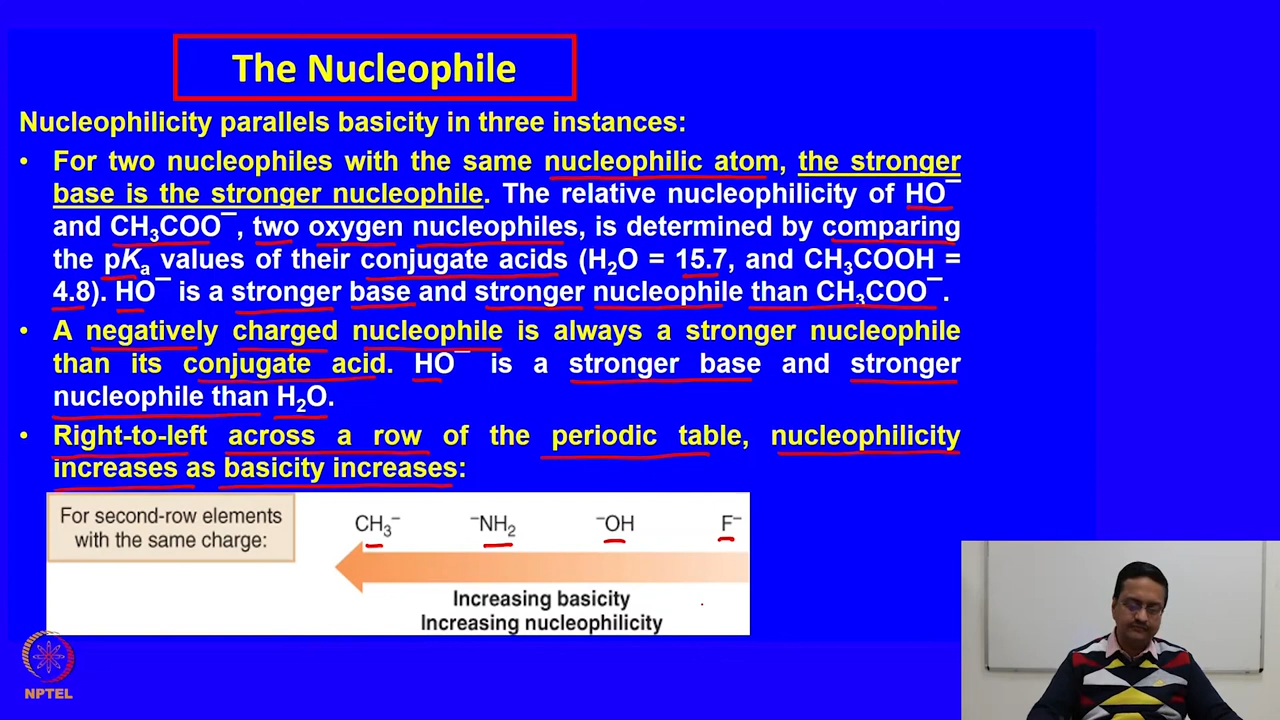 The Nucleophile
Nucleophilicity parallels basicity in three instances:
• For two nucleophiles with the same nucleophilic atom, the stronger
base is the stronger nucleophile. The relative nucleophilicity of HO¯
and CH₃COO¯, two oxygen nucleophiles, is determined by comparing
the pKₐ values of their conjugate acids (H₂O = 15.7, and CH₃COOH =
4.8). HO¯ is a stronger base and stronger nucleophile than CH₃COO¯.
• A negatively charged nucleophile is always a stronger nucleophile
than its conjugate acid. HO¯ is a stronger base and stronger
nucleophile than H₂O.
• Right-to-left across a row of the periodic table, nucleophilicity
increases as basicity increases:
For second-row elements
with the same charge:
CH₃⁻ ⁻NH₂ ⁻OH F⁻
Increasing basicity
Increasing nucleophilicity
NPTEL